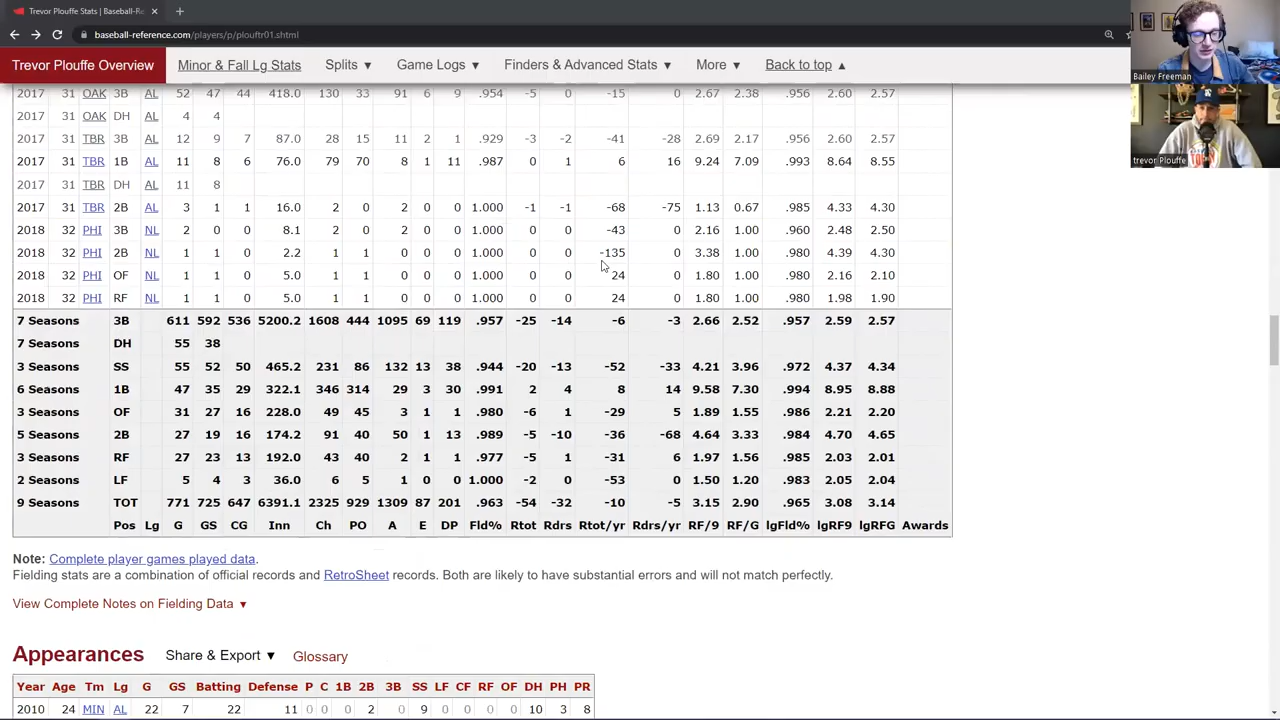 Trevor Plouffe Stats | Baseball-Re
baseball-reference.com/players/p/plouftr01.shtml
Trevor Plouffe Overview Minor & Fall Lg Stats Splits ▼ Game Logs ▼ Finders & Advanced Stats ▼ More ▼ Back to top ▲
Bailey Freeman
trevor Plouffe
2017 31 OAK 3B AL 52 47 44 418.0 130 33 91 6 9 .954 -5 0 -15 0 2.67 2.38 .956 2.60 2.57
2017 31 OAK DH AL 4 4
2017 31 TBR 3B AL 12 9 7 87.0 28 15 11 2 1 .929 -3 -2 -41 -28 2.69 2.17 .956 2.60 2.57
2017 31 TBR 1B AL 11 8 6 76.0 79 70 8 1 11 .987 0 1 6 16 9.24 7.09 .993 8.64 8.55
2017 31 TBR DH AL 11 8
2017 31 TBR 2B AL 3 1 1 16.0 2 0 2 0 0 1.000 -1 -1 -68 -75 1.13 0.67 .985 4.33 4.30
2018 32 PHI 3B NL 2 0 0 8.1 2 0 2 0 0 1.000 0 0 -43 0 2.16 1.00 .960 2.48 2.50
2018 32 PHI 2B NL 1 1 0 2.2 1 1 0 0 0 1.000 0 0 -135 0 3.38 1.00 .980 4.39 4.30
2018 32 PHI OF NL 1 1 0 5.0 1 1 0 0 0 1.000 0 0 24 0 1.80 1.00 .980 2.16 2.10
2018 32 PHI RF NL 1 1 0 5.0 1 1 0 0 0 1.000 0 0 24 0 1.80 1.00 .980 1.98 1.90
7 Seasons 3B 611 592 536 5200.2 1608 444 1095 69 119 .957 -25 -14 -6 -3 2.66 2.52 .957 2.59 2.57
7 Seasons DH 55 38
3 Seasons SS 55 52 50 465.2 231 86 132 13 38 .944 -20 -13 -52 -33 4.21 3.96 .972 4.37 4.34
6 Seasons 1B 47 35 29 322.1 346 314 29 3 30 .991 2 4 8 14 9.58 7.30 .994 8.95 8.88
3 Seasons OF 31 27 16 228.0 49 45 3 1 1 .980 -6 1 -29 5 1.89 1.55 .986 2.21 2.20
5 Seasons 2B 27 19 16 174.2 91 40 50 1 13 .989 -5 -10 -36 -68 4.64 3.33 .984 4.70 4.65
3 Seasons RF 27 23 13 192.0 43 40 2 1 1 .977 -5 1 -31 6 1.97 1.56 .985 2.03 2.01
2 Seasons LF 5 4 3 36.0 6 5 1 0 0 1.000 -2 0 -53 0 1.50 1.20 .983 2.05 2.04
9 Seasons TOT 771 725 647 6391.1 2325 929 1309 87 201 .963 -54 -32 -10 -5 3.15 2.90 .965 3.08 3.14
Pos Lg G GS CG Inn Ch PO A E DP Fld% Rtot Rdrs Rtot/yr Rdrs/yr RF/9 RF/G lgFld% lgRF9 lgRFG Awards
Note: Complete player games played data.
Fielding stats are a combination of official records and RetroSheet records. Both are likely to have substantial errors and will not match perfectly.
View Complete Notes on Fielding Data ▼
Appearances Share & Export ▼ Glossary
Year Age Tm Lg G GS Batting Defense P C 1B 2B 3B SS LF CF RF OF DH PH PR
2010 24 MIN AL 22 7 22 11 0 0 0 2 0 9 0 0 0 0 10 3 8